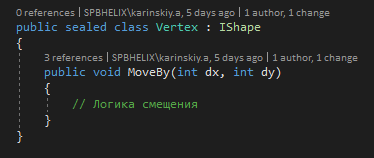 0 references | SPBHELIX\karinskiy.a, 5 days ago | 1 author, 1 change
public sealed class Vertex : IShape
{
3 references | SPBHELIX\karinskiy.a, 5 days ago | 1 author, 1 change
public void MoveBy(int dx, int dy)
{
// Логика смещения
}
}